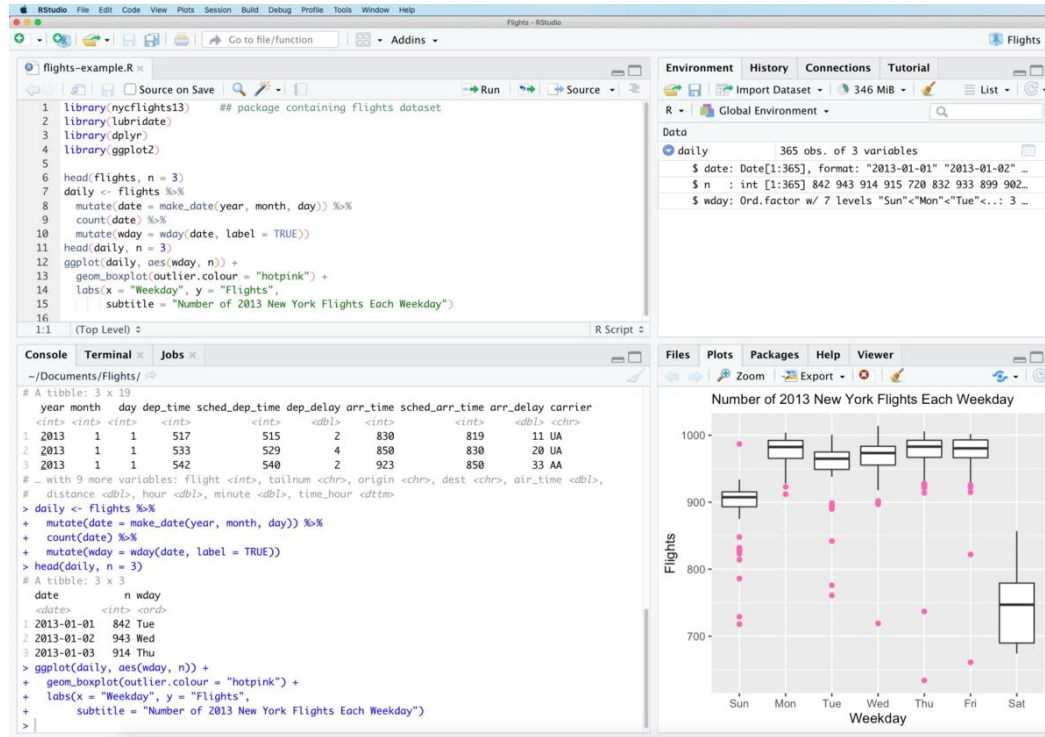 RStudio File Edit Code View Plots Session Build Debug Profile Tools Window Help
Flights - RStudio
Go to file/function Addins Flights
flights-example.R
Source on Save Run Source
1 library(nycflights13) ## package containing flights dataset
2 library(lubridate)
3 library(dplyr)
4 library(ggplot2)
5
6 head(flights, n = 3)
7 daily <- flights %>%
8 mutate(date = make_date(year, month, day)) %>%
9 count(date) %>%
10 mutate(wday = wday(date, label = TRUE))
11 head(daily, n = 3)
12 ggplot(daily, aes(wday, n)) +
13 geom_boxplot(outlier.colour = "hotpink") +
14 labs(x = "Weekday", y = "Flights",
15 subtitle = "Number of 2013 New York Flights Each Weekday")
16
1:1 (Top Level) R Script
Environment History Connections Tutorial
Import Dataset 346 MiB List
R Global Environment
Data
daily 365 obs. of 3 variables
$ date: Date[1:365], format: "2013-01-01" "2013-01-02" …
$ n : int [1:365] 842 943 914 915 720 832 933 899 902…
$ wday: Ord.factor w/ 7 levels "Sun"<"Mon"<"Tue"<..: 3 …
Console Terminal Jobs
~/Documents/Flights/
# A tibble: 3 x 19
year month day dep_time sched_dep_time dep_delay arr_time sched_arr_time arr_delay carrier
<int> <int> <int> <int> <int> <dbl> <int> <int> <dbl> <chr>
1 2013 1 1 517 515 2 830 819 11 UA
2 2013 1 1 533 529 4 850 830 20 UA
3 2013 1 1 542 540 2 923 850 33 AA
# … with 9 more variables: flight <int>, tailnum <chr>, origin <chr>, dest <chr>, air_time <dbl>,
# distance <dbl>, hour <dbl>, minute <dbl>, time_hour <dttm>
> daily <- flights %>%
+ mutate(date = make_date(year, month, day)) %>%
+ count(date) %>%
+ mutate(wday = wday(date, label = TRUE))
> head(daily, n = 3)
# A tibble: 3 x 3
date n wday
<date> <int> <ord>
1 2013-01-01 842 Tue
2 2013-01-02 943 Wed
3 2013-01-03 914 Thu
> ggplot(daily, aes(wday, n)) +
+ geom_boxplot(outlier.colour = "hotpink") +
+ labs(x = "Weekday", y = "Flights",
+ subtitle = "Number of 2013 New York Flights Each Weekday")
>
Files Plots Packages Help Viewer
Zoom Export
Number of 2013 New York Flights Each Weekday
1000
900
800
700
Flights
Sun Mon Tue Wed Thu Fri Sat
Weekday